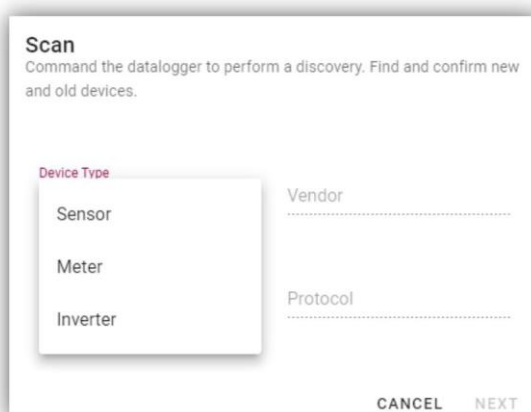 Scan
Command the datalogger to perform a discovery. Find and confirm new
and old devices.
Device Type
Sensor
Meter
Inverter
Vendor
Protocol
CANCEL NEXT